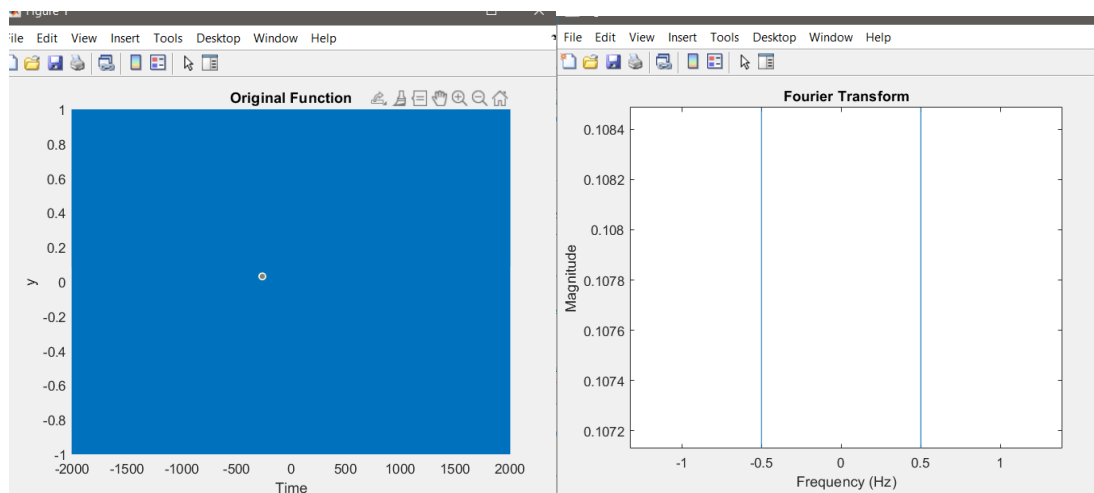 Figure 1
File Edit View Insert Tools Desktop Window Help
Original Function
1
0.8
0.6
0.4
0.2
0
-0.2
-0.4
-0.6
-0.8
-1
y
-2000 -1500 -1000 -500 0 500 1000 1500 2000
Time
File Edit View Insert Tools Desktop Window Help
Fourier Transform
0.1084
0.1082
0.108
0.1078
0.1076
0.1074
0.1072
Magnitude
-1 -0.5 0 0.5 1
Frequency (Hz)